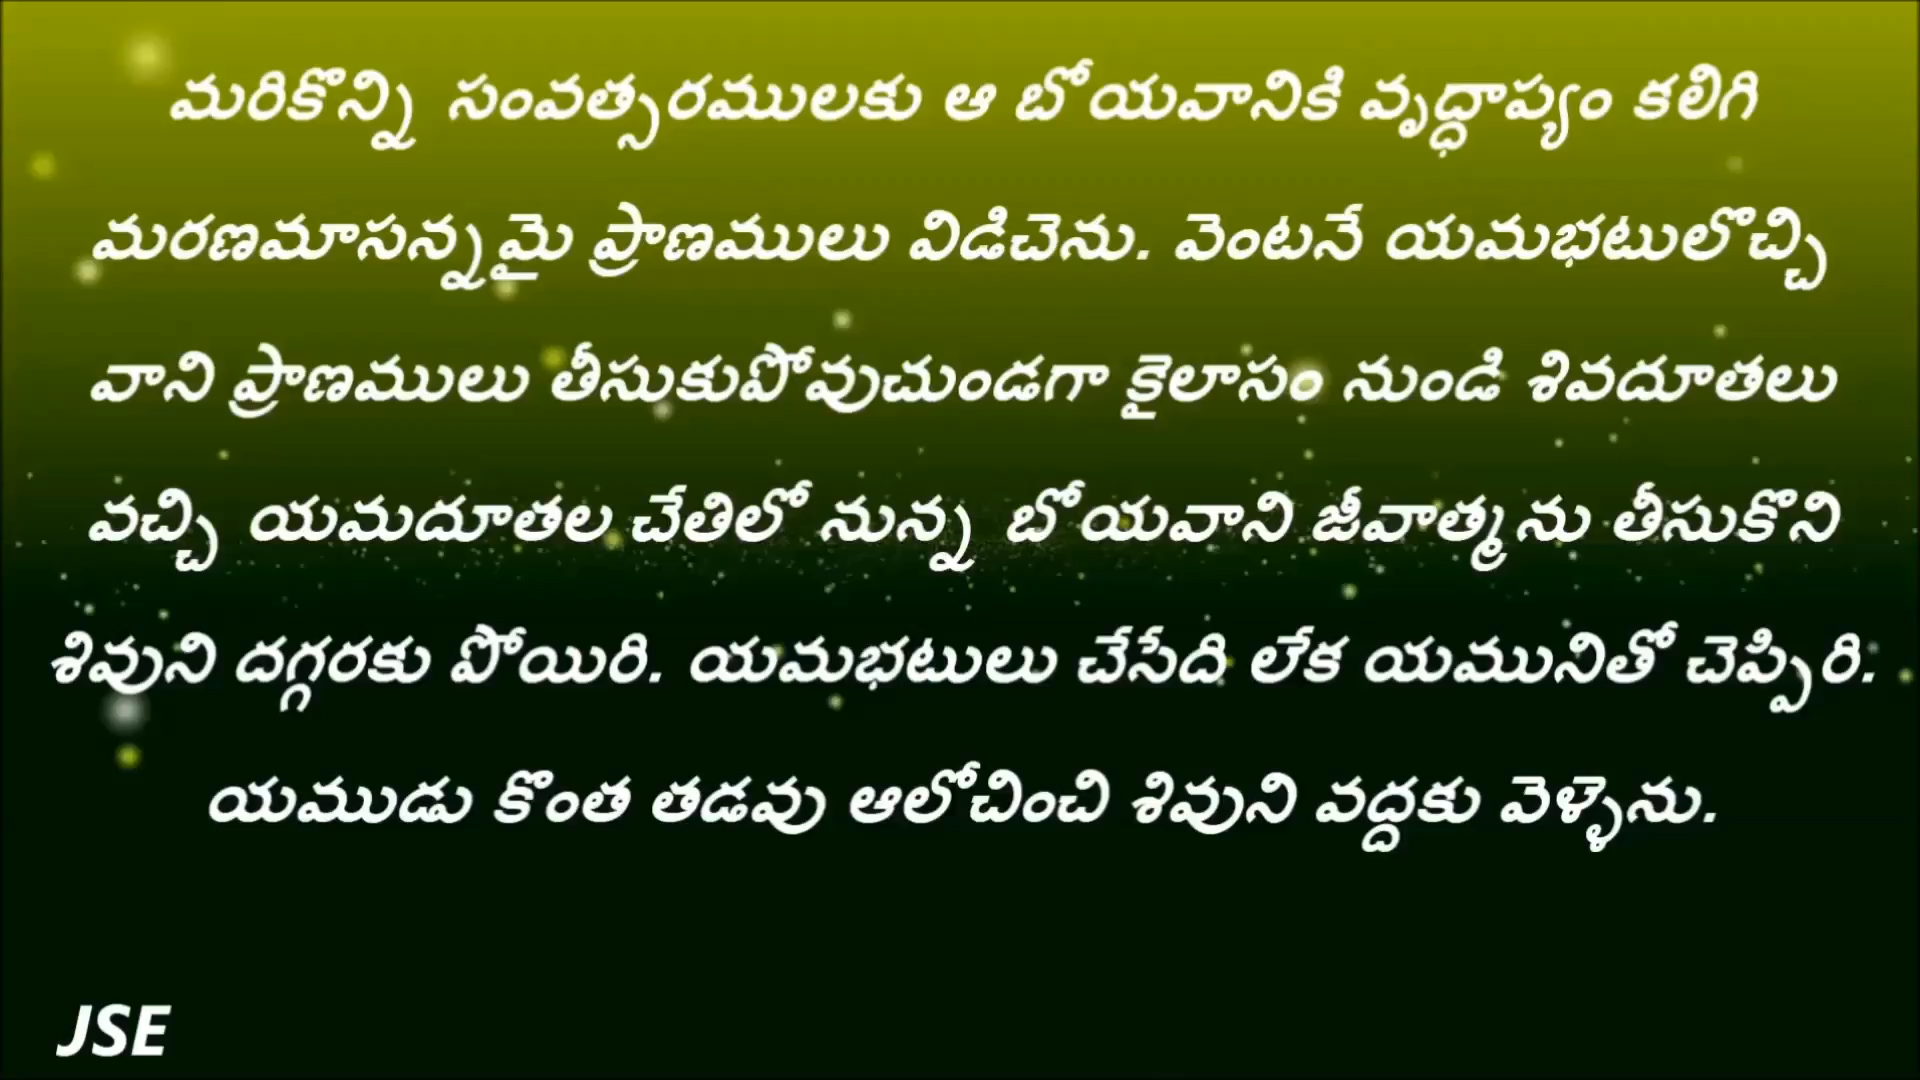 మరికొన్ని సంవత్సరములకు ఆ బోయవానికి వృద్ధాప్యం కలిగి
మరణమాసన్నమై ప్రాణములు విడిచెను. వెంటనే యమభటులొచ్చి
వాని ప్రాణములు తీసుకుపోవుచుండగా కైలాసం నుండి శివదూతలు
వచ్చి యమదూతల చేతిలో నున్న బోయవాని జీవాత్మను తీసుకొని
శివుని దగ్గరకు పోయిరి. యమభటులు చేసేది లేక యమునితో చెప్పిరి.
యముడు కొంత తడవు ఆలోచించి శివుని వద్దకు వెళ్ళెను.
JSE